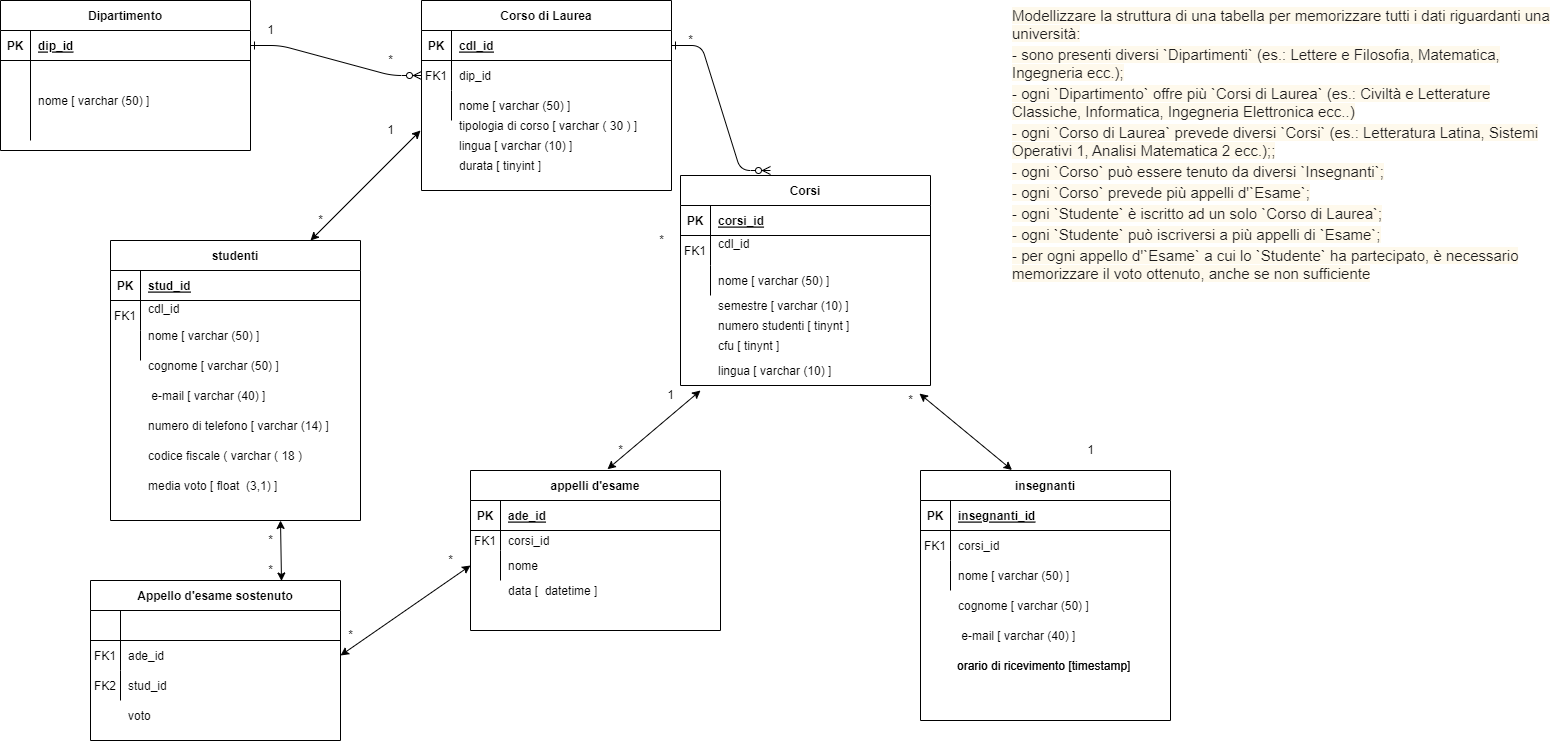 Dipartimento
PK dip_id
nome [ varchar (50) ]
1
*
Corso di Laurea
PK cdl_id
FK1 dip_id
nome [ varchar (50) ]
tipologia di corso [ varchar ( 30 ) ]
lingua [ varchar (10) ]
durata [ tinyint ]
*
1
*
Modellizzare la struttura di una tabella per memorizzare tutti i dati riguardanti una
università:
- sono presenti diversi `Dipartimenti` (es.: Lettere e Filosofia, Matematica,
Ingegneria ecc.);
- ogni `Dipartimento` offre più `Corsi di Laurea` (es.: Civiltà e Letterature
Classiche, Informatica, Ingegneria Elettronica ecc..)
- ogni `Corso di Laurea` prevede diversi `Corsi` (es.: Letteratura Latina, Sistemi
Operativi 1, Analisi Matematica 2 ecc.);;
- ogni `Corso` può essere tenuto da diversi `Insegnanti`;
- ogni `Corso` prevede più appelli d'`Esame`;
- ogni `Studente` è iscritto ad un solo `Corso di Laurea`;
- ogni `Studente` può iscriversi a più appelli di `Esame`;
- per ogni appello d'`Esame` a cui lo `Studente` ha partecipato, è necessario
memorizzare il voto ottenuto, anche se non sufficiente
Corsi
PK corsi_id
FK1 cdl_id
nome [ varchar (50) ]
semestre [ varchar (10) ]
numero studenti [ tinynt ]
cfu [ tinynt ]
lingua [ varchar (10) ]
*
studenti
PK stud_id
FK1 cdl_id
nome [ varchar (50) ]
cognome [ varchar (50) ]
e-mail [ varchar (40) ]
numero di telefono [ varchar (14) ]
codice fiscale ( varchar ( 18 )
media voto [ float (3,1) ]
1
*
*
1
appelli d'esame
PK ade_id
FK1 corsi_id
nome
data [ datetime ]
insegnanti
PK insegnanti_id
FK1 corsi_id
nome [ varchar (50) ]
cognome [ varchar (50) ]
e-mail [ varchar (40) ]
orario di ricevimento [timestamp]
*
*
*
*
Appello d'esame sostenuto
FK1 ade_id
FK2 stud_id
voto